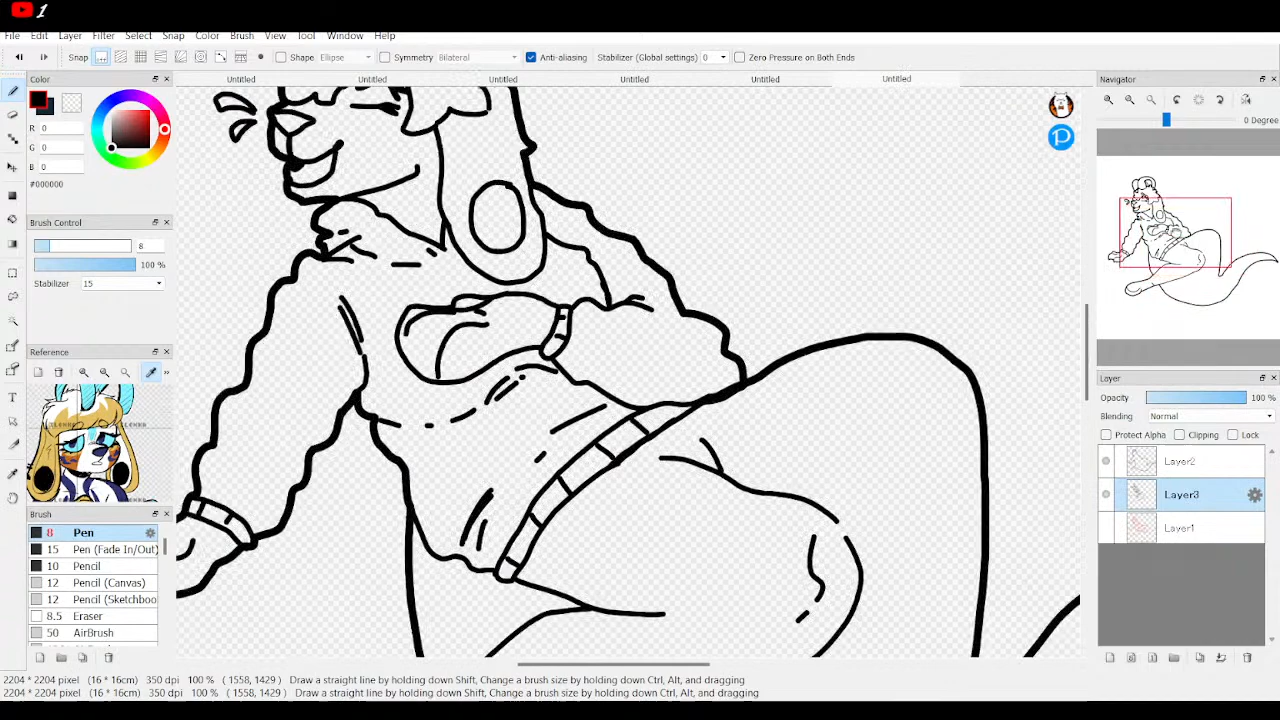 1
File Edit Layer Filter Select Snap Color Brush View Tool Window Help
Snap Shape Ellipse Symmetry Bilateral Anti-aliasing Stabilizer (Global settings) 0 Zero Pressure on Both Ends
Color
Untitled Untitled Untitled Untitled Untitled Untitled
Navigator
R 0
G 0
B 0
#000000
0 Degree
Brush Control
8
100 %
Stabilizer 15
Reference
Layer
Opacity 100 %
Blending Normal
Protect Alpha Clipping Lock
Layer2
Layer3
Layer1
Brush
8 Pen
15 Pen (Fade In/Out)
10 Pencil
12 Pencil (Canvas)
12 Pencil (Sketchboo
8.5 Eraser
50 AirBrush
2204 * 2204 pixel (16 * 16cm) 350 dpi 100 % ( 1558, 1429 ) Draw a straight line by holding down Shift, Change a brush size by holding down Ctrl, Alt, and dragging
2204 * 2204 pixel (16 * 16cm) 350 dpi 100 % ( 1558, 1429 ) Draw a straight line by holding down Shift, Change a brush size by holding down Ctrl, Alt, and dragging